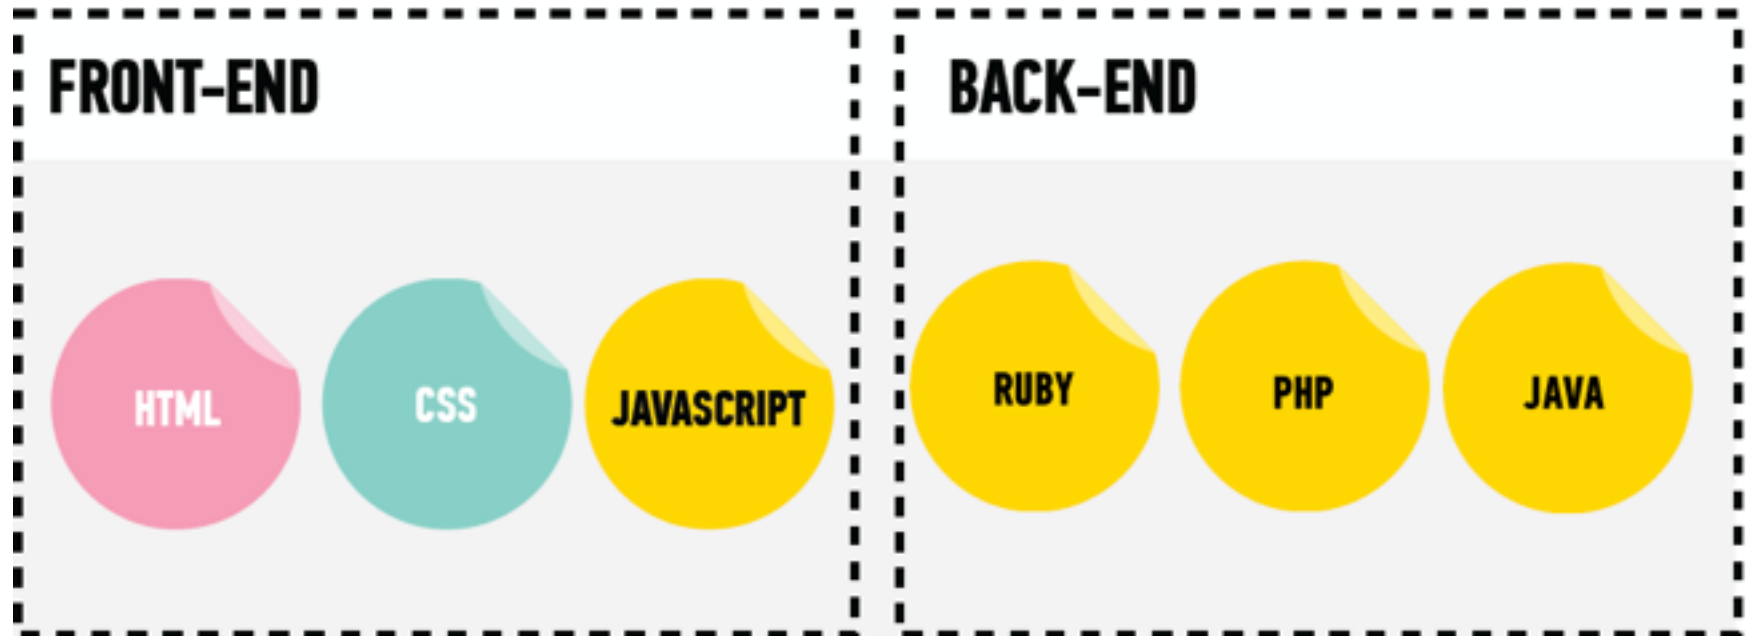 FRONT-END
HTML
CSS
JAVASCRIPT
BACK-END
RUBY
PHP
JAVA